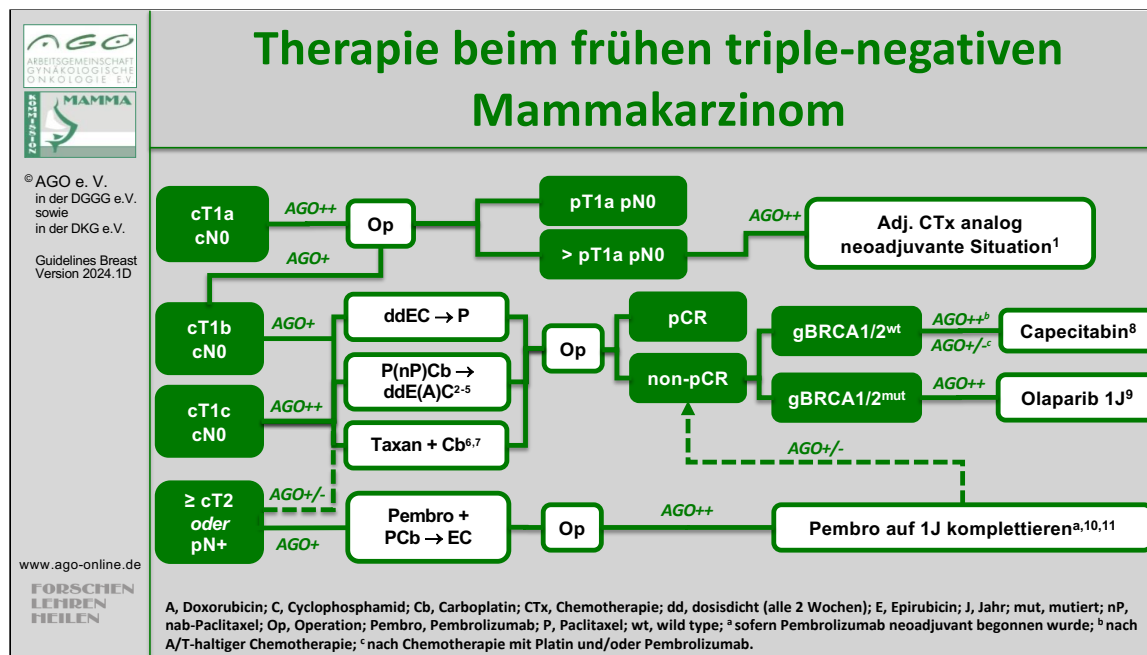 AGO
ARBEITSGEMEINSCHAFT
GYNÄKOLOGISCHE
ONKOLOGIE E.V.
KOMMISSION
MAMMA
© AGO e. V.
in der DGGG e.V.
sowie
in der DKG e.V.
Guidelines Breast
Version 2024.1D
www.ago-online.de
FORSCHEN
LEHREN
HEILEN
Therapie beim frühen triple-negativen
Mammakarzinom
cT1a
cN0
AGO++
Op
pT1a pN0
> pT1a pN0
AGO++
Adj. CTx analog
neoadjuvante Situation1
AGO+
cT1b
cN0
AGO+
ddEC → P
P(nP)Cb →
ddE(A)C2-5
Taxan + Cb6,7
cT1c
cN0
AGO++
Op
pCR
non-pCR
gBRCA1/2wt
AGO++b
AGO+/-c
Capecitabin8
gBRCA1/2mut
AGO++
Olaparib 1J9
AGO+/-
≥ cT2
oder
pN+
AGO+/-
AGO+
Pembro +
PCb → EC
Op
AGO++
Pembro auf 1J komplettierena,10,11
A, Doxorubicin; C, Cyclophosphamid; Cb, Carboplatin; CTx, Chemotherapie; dd, dosisdicht (alle 2 Wochen); E, Epirubicin; J, Jahr; mut, mutiert; nP,
nab-Paclitaxel; Op, Operation; Pembro, Pembrolizumab; P, Paclitaxel; wt, wild type; a sofern Pembrolizumab neoadjuvant begonnen wurde; b nach
A/T-haltiger Chemotherapie; c nach Chemotherapie mit Platin und/oder Pembrolizumab.